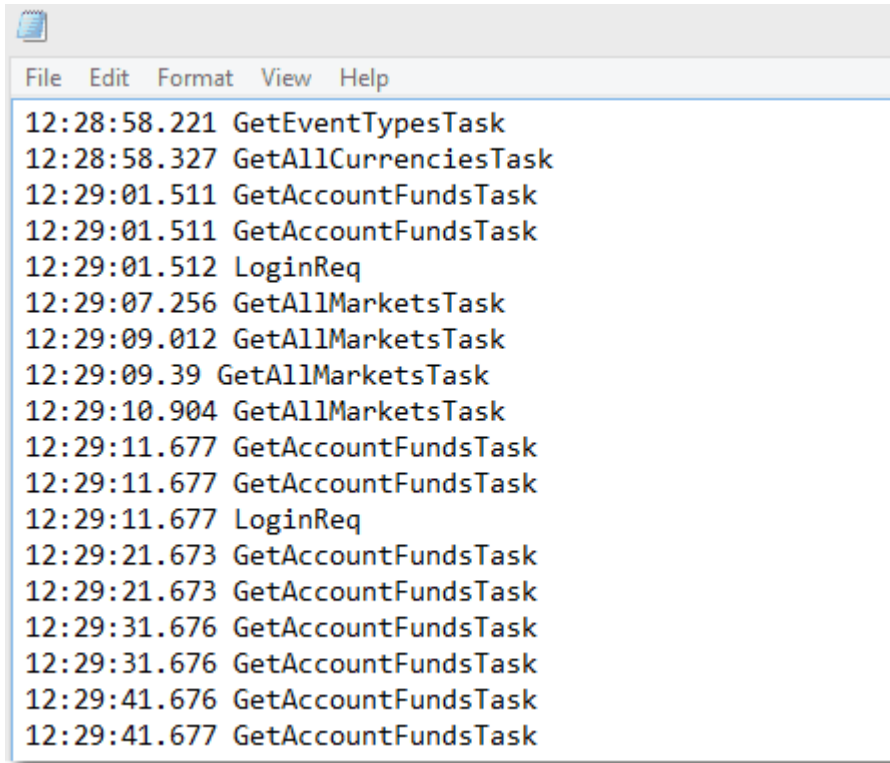 File Edit Format View Help
12:28:58.221 GetEventTypesTask
12:28:58.327 GetAllCurrenciesTask
12:29:01.511 GetAccountFundsTask
12:29:01.511 GetAccountFundsTask
12:29:01.512 LoginReq
12:29:07.256 GetAllMarketsTask
12:29:09.012 GetAllMarketsTask
12:29:09.39 GetAllMarketsTask
12:29:10.904 GetAllMarketsTask
12:29:11.677 GetAccountFundsTask
12:29:11.677 GetAccountFundsTask
12:29:11.677 LoginReq
12:29:21.673 GetAccountFundsTask
12:29:21.673 GetAccountFundsTask
12:29:31.676 GetAccountFundsTask
12:29:31.676 GetAccountFundsTask
12:29:41.676 GetAccountFundsTask
12:29:41.677 GetAccountFundsTask